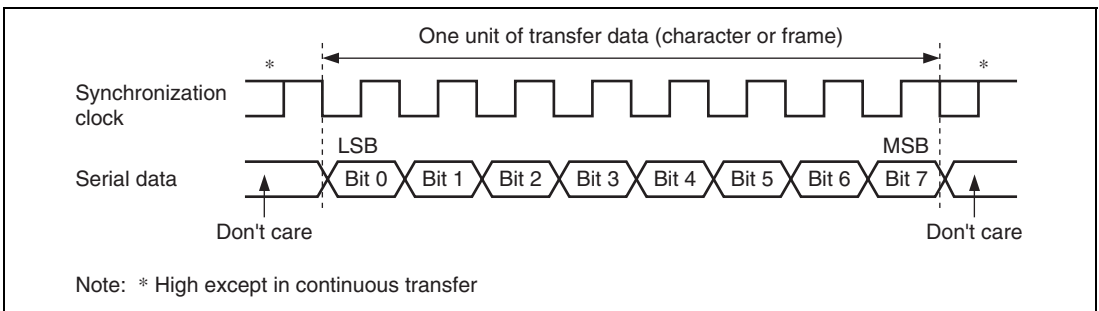 One unit of transfer data (character or frame)
* *
Synchronization
clock
LSB MSB
Serial data Bit 0 Bit 1 Bit 2 Bit 3 Bit 4 Bit 5 Bit 6 Bit 7
Don't care Don't care
Note: * High except in continuous transfer